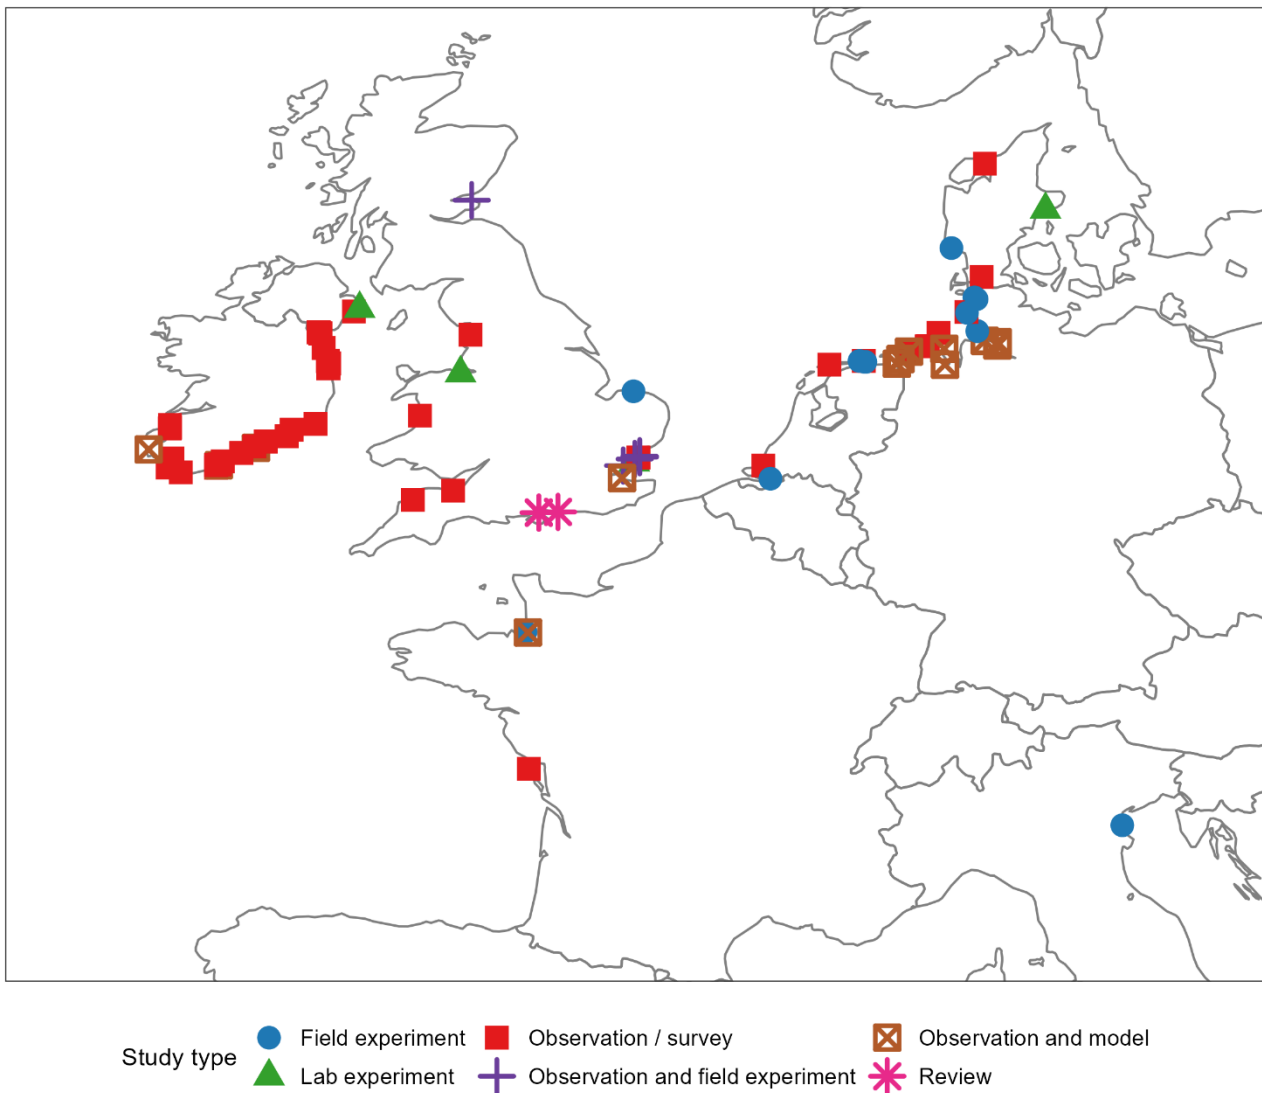 Study type
Field experiment
Observation / survey
Observation and model
Lab experiment
Observation and field experiment
Review